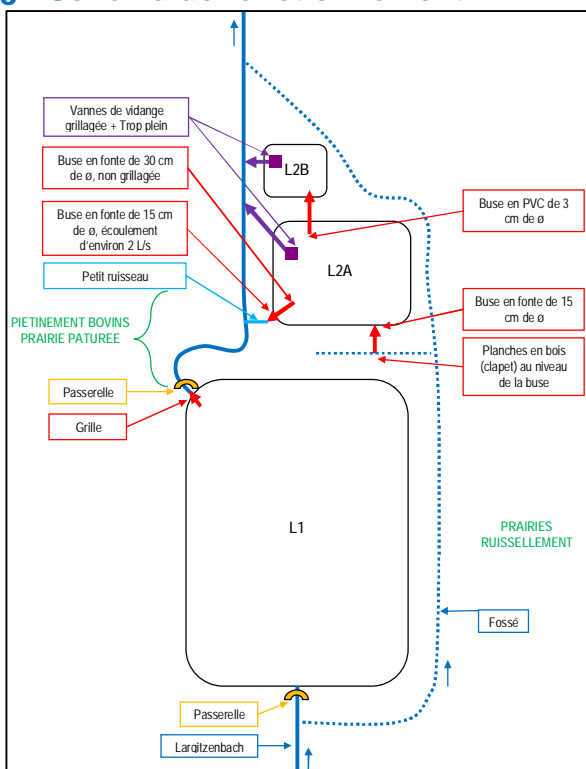 Vannes de vidange
grillagée + Trop plein
Buse en fonte de 30 cm
de ø, non grillagée
L2B
Buse en fonte de 15 cm
de ø, écoulement
d'environ 2 L/s
Buse en PVC de 3
cm de ø
Petit ruisseau
L2A
PIETINEMENT BOVINS
PRAIRIE PATUREE
Buse en fonte de 15
cm de ø
Planches en bois
(clapet) au niveau
de la buse
Passerelle
Grille
L1
PRAIRIES
RUISSELLEMENT
Fossé
Passerelle
Largitzenbach